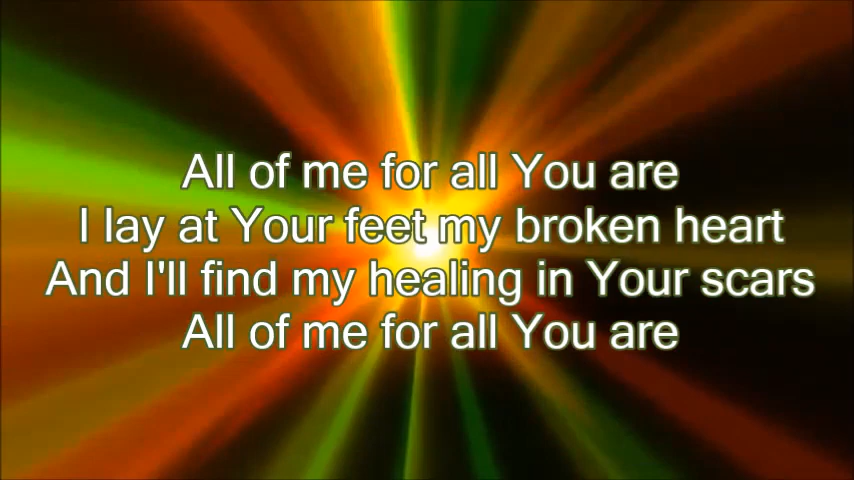 All of me for all You are
I lay at Your feet my broken heart
And I'll find my healing in Your scars
All of me for all You are